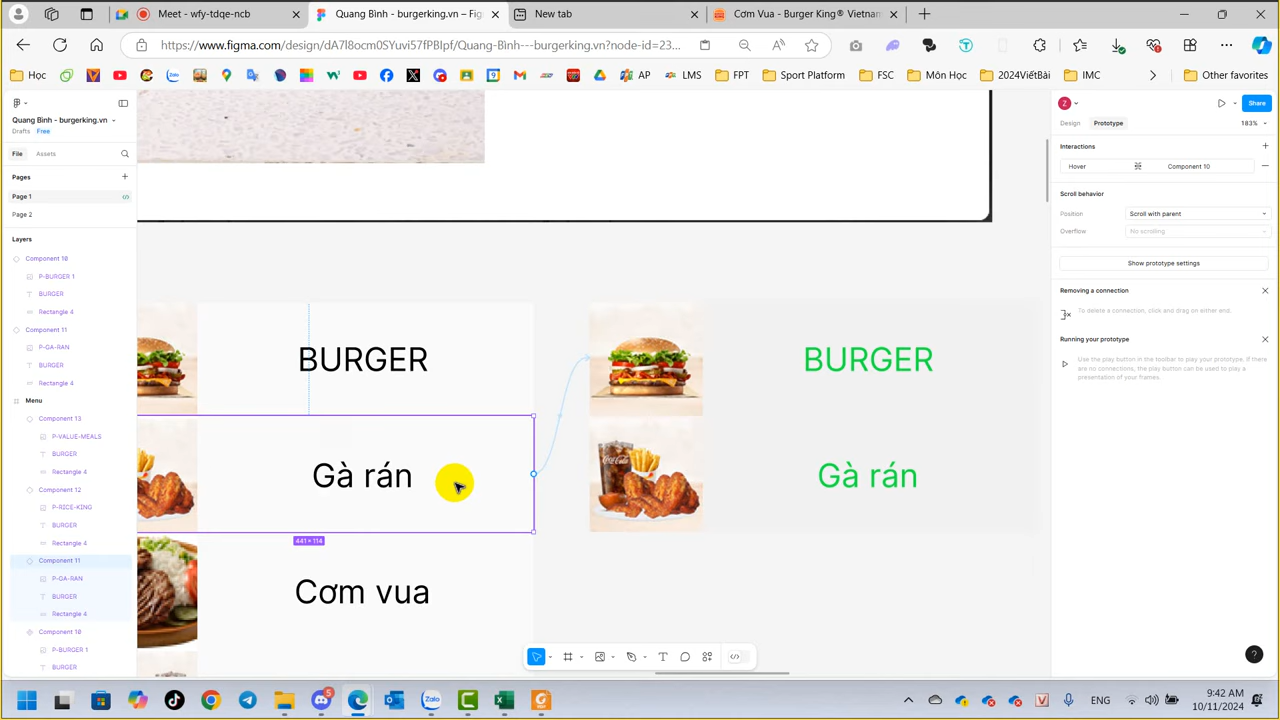 Meet - wfy-tdqe-ncb
Quang Bình - burgerking.vn – Fig
New tab
Cơm Vua - Burger King® Vietnam
https://www.figma.com/design/dA7l8ocm0SYuvi57fPBIpf/Quang-Bình---burgerking.vn?node-id=23...
Học
AP
LMS
FPT
Sport Platform
FSC
Môn Học
2024VietBai
IMC
Other favorites
Quang Bình - burgerking.vn
Drafts Free
File Assets
Pages
Page 1
Page 2
Layers
Component 10
P-BURGER 1
BURGER
Rectangle 4
Component 11
P-GA-RAN
BURGER
Rectangle 4
Menu
Component 13
P-VALUE-MEALS
BURGER
Rectangle 4
Component 12
P-RICE-KING
BURGER
Rectangle 4
Component 11
P-GA-RAN
BURGER
Rectangle 4
Component 10
P-BURGER 1
BURGER
BURGER
Gà rán
441 × 114
Cơm vua
BURGER
Gà rán
Z
Share
Design Prototype
183%
Interactions
Hover Component 10
Scroll behavior
Position Scroll with parent
Overflow No scrolling
Show prototype settings
Removing a connection
To delete a connection, click and drag on either end.
Running your prototype
Use the play button in the toolbar to play your prototype. If there
are no connections, the play button can be used to play a
presentation of your frames.
?
5
Zalo
ENG
9:42 AM
10/11/2024